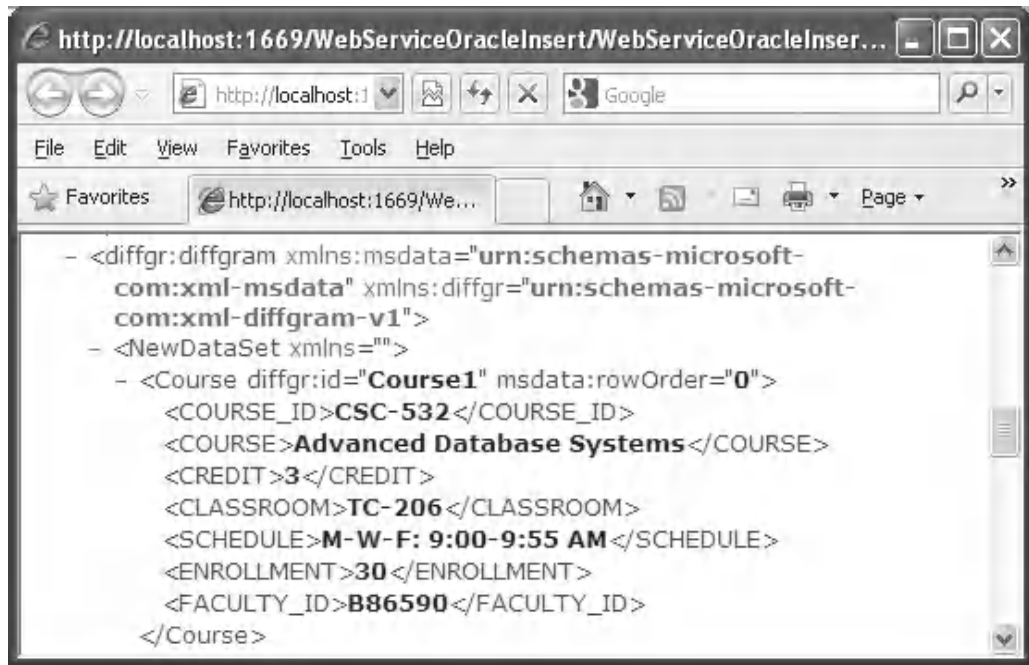 http://localhost:1669/WebServiceOracleInsert/WebServiceOracleInser...
http://localhost:1
Google
File Edit View Favorites Tools Help
Favorites http://localhost:1669/We... Page »
- <diffgr:diffgram xmlns:msdata="urn:schemas-microsoft-
com:xml-msdata" xmlns:diffgr="urn:schemas-microsoft-
com:xml-diffgram-v1">
- <NewDataSet xmlns="">
- <Course diffgr:id="Course1" msdata:rowOrder="0">
<COURSE_ID>CSC-532</COURSE_ID>
<COURSE>Advanced Database Systems</COURSE>
<CREDIT>3</CREDIT>
<CLASSROOM>TC-206</CLASSROOM>
<SCHEDULE>M-W-F: 9:00-9:55 AM</SCHEDULE>
<ENROLLMENT>30</ENROLLMENT>
<FACULTY_ID>B86590</FACULTY_ID>
</Course>